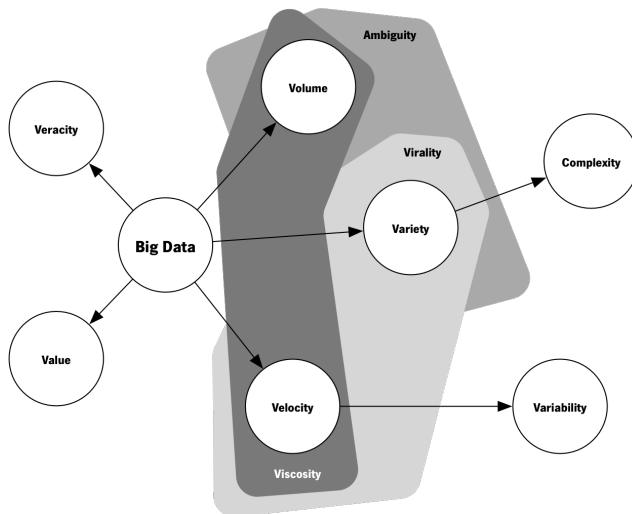 Ambiguity
Volume
Veracity
Virality
Complexity
Variety
Big Data
Value
Velocity
Variability
Viscosity